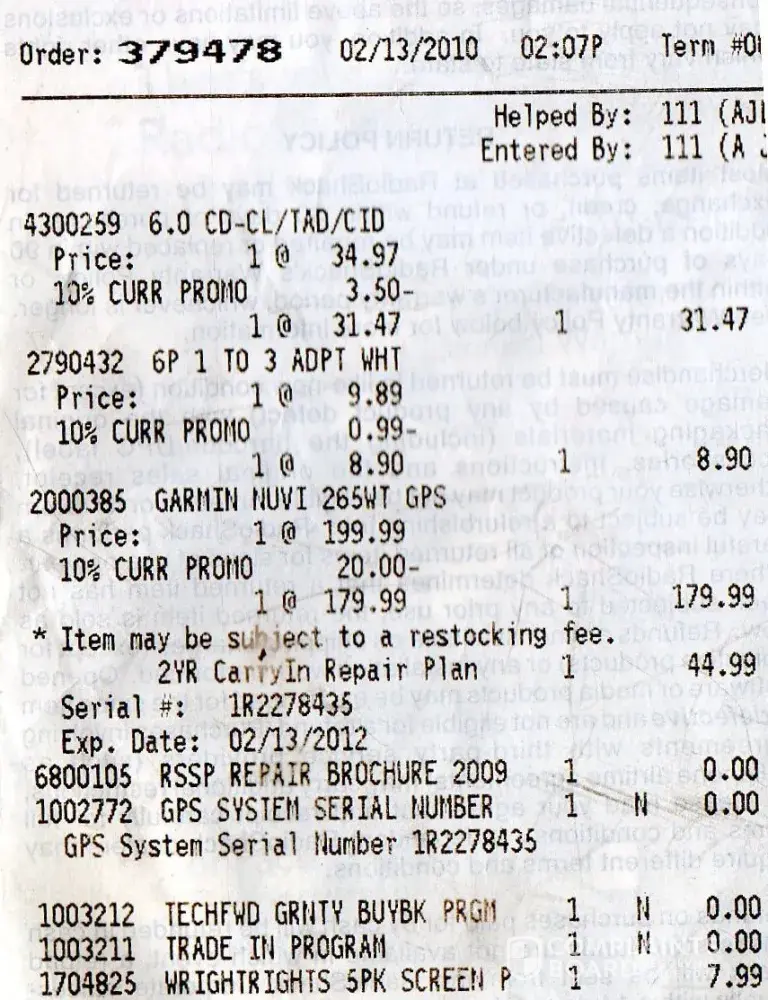 Order: 379478 02/13/2010 02:07P Term #0
Helped By: 111 (AJ
Entered By: 111 (A J
4300259 6.0 CD-CL/TAD/CID
Price: 1 @ 34.97
10% CURR PROMO 3.50-
1 @ 31.47 1 31.47
2790432 6P 1 TO 3 ADPT WHT
Price: 1 @ 9.89
10% CURR PROMO 0.99-
1 @ 8.90 1 8.90
2000385 GARMIN NUVI 265WT GPS
Price: 1 @ 199.99
10% CURR PROMO 20.00-
1 @ 179.99 1 179.99
* Item may be subject to a restocking fee.
2YR CarryIn Repair Plan 1 44.99
Serial #: 1R2278435
Exp. Date: 02/13/2012
6800105 RSSP REPAIR BROCHURE 2009 1 0.00
1002772 GPS SYSTEM SERIAL NUMBER 1 N 0.00
GPS System Serial Number 1R2278435
1003212 TECHFWD GRNTY BUYBK PRGM 1 N 0.00
1003211 TRADE IN PROGRAM 1 N 0.00
1704825 WRIGHTRIGHTS 5PK SCREEN P 1 7.99